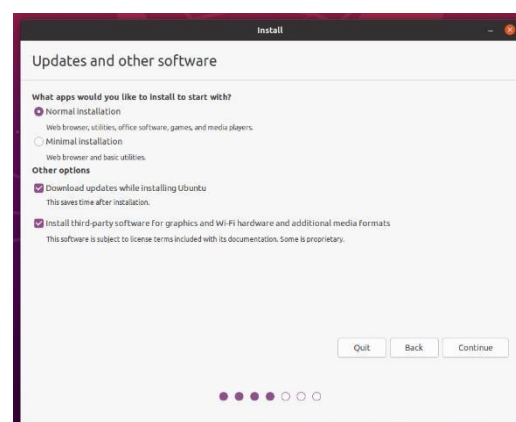 Install
Updates and other software
What apps would you like to install to start with?
Normal installation
Web browser, utilities, office software, games, and media players.
Minimal installation
Web browser and basic utilities.
Other options
Download updates while installing Ubuntu
This saves time after installation.
Install third-party software for graphics and Wi-Fi hardware and additional media formats
This software is subject to license terms included with its documentation. Some is proprietary.
Quit Back Continue